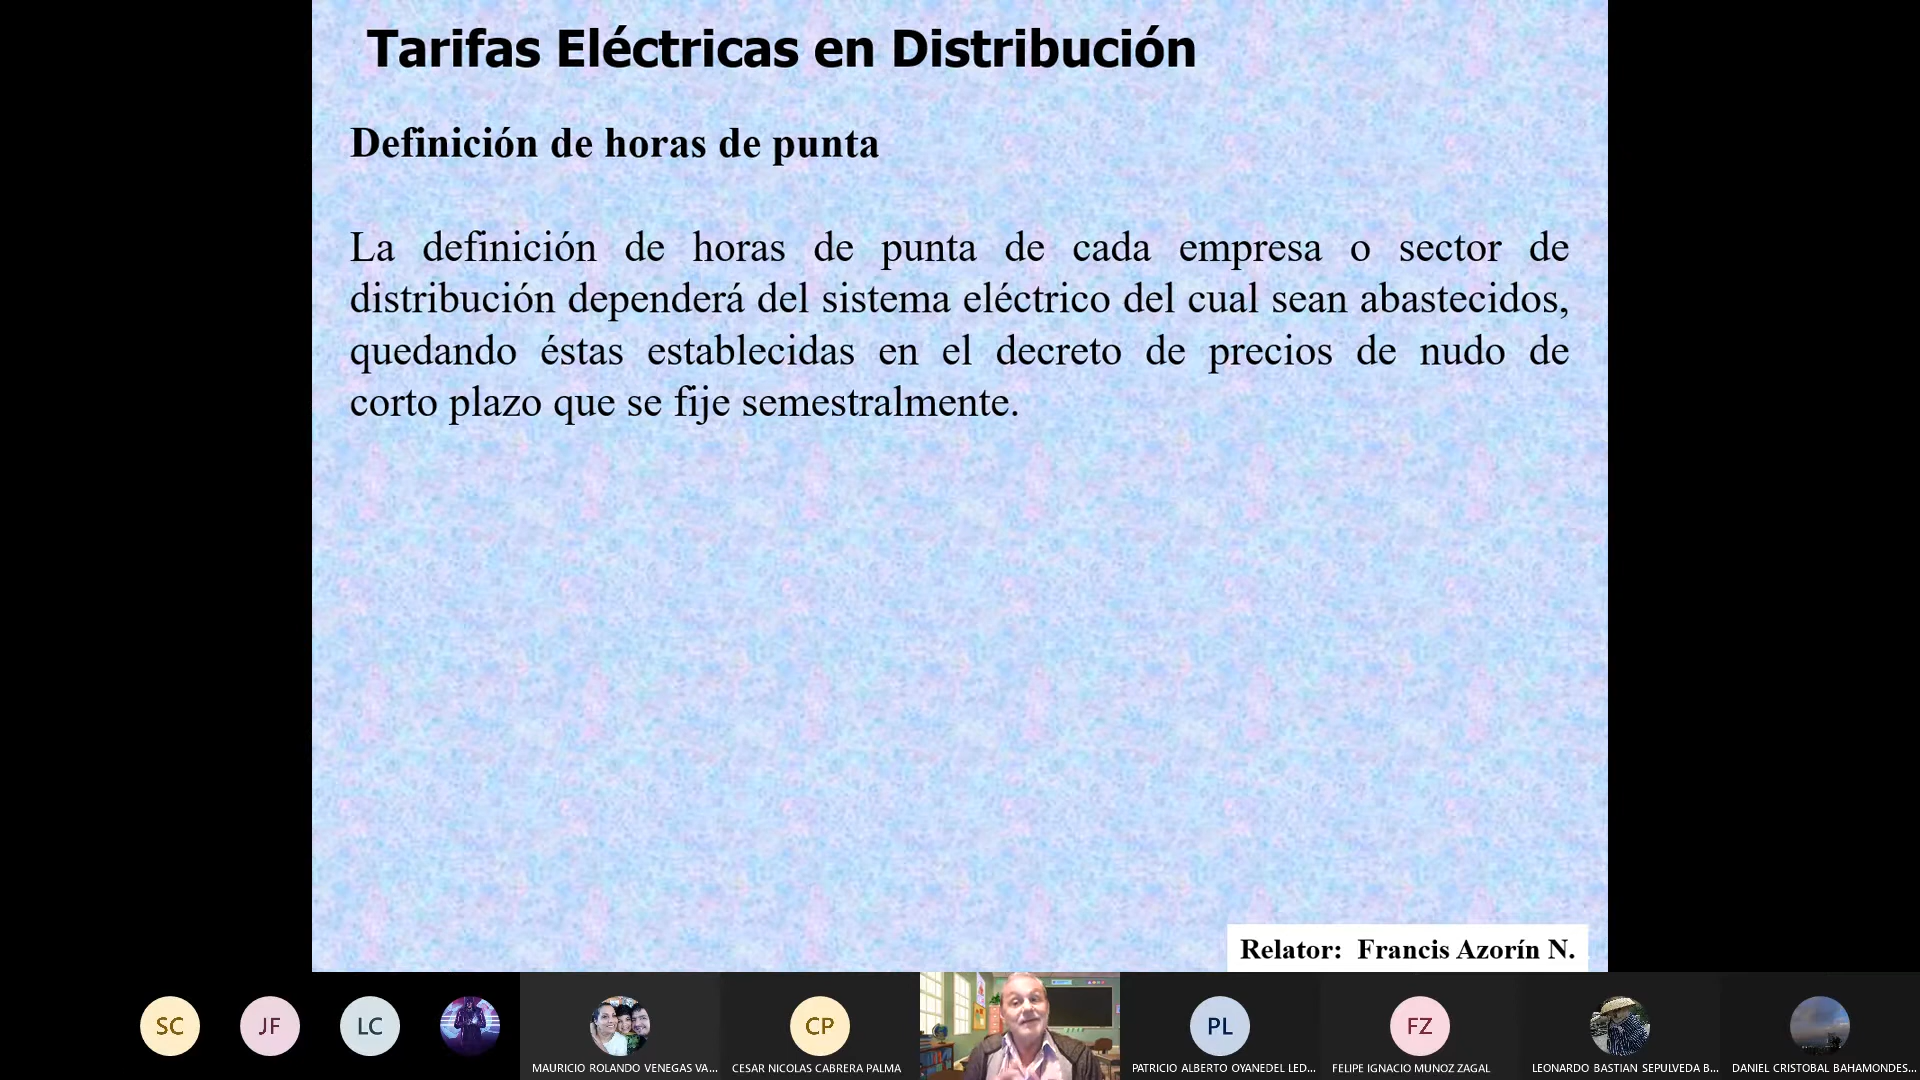 Tarifas Eléctricas en Distribución
Definición de horas de punta
La definición de horas de punta de cada empresa o sector de
distribución dependerá del sistema eléctrico del cual sean abastecidos,
quedando éstas establecidas en el decreto de precios de nudo de
corto plazo que se fije semestralmente.
Relator: Francis Azorín N.
SC
JF
LC
CP
PL
FZ
MAURICIO ROLANDO VENEGAS VA...
CESAR NICOLAS CABRERA PALMA
PATRICIO ALBERTO OYANEDEL LED...
FELIPE IGNACIO MUNOZ ZAGAL
LEONARDO BASTIAN SEPULVEDA B...
DANIEL CRISTOBAL BAHAMONDES...